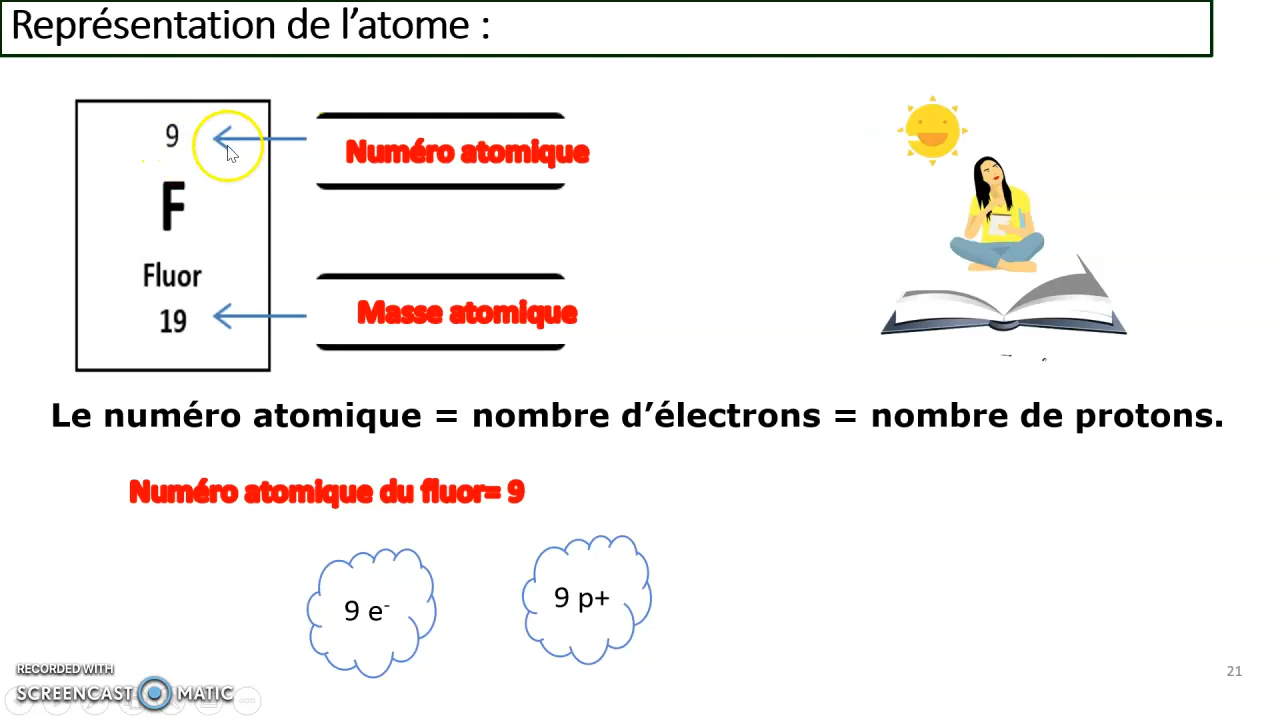 Représentation de l’atome :
9
Numéro atomique
F
Fluor
19
Masse atomique
Le numéro atomique = nombre d’électrons = nombre de protons.
Numéro atomique du fluor= 9
9 e-
9 p+
RECORDED WITH
SCREENCAST MATIC
21